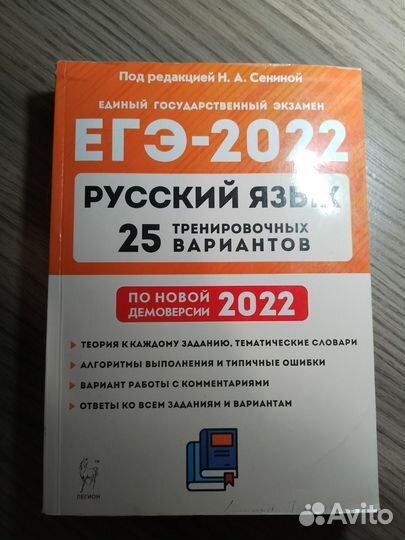 Под редакцией Н. А. Сениной
ЕДИНЫЙ ГОСУДАРСТВЕННЫЙ ЭКЗАМЕН
ЕГЭ-2022
РУССКИЙ ЯЗЫК
25 ТРЕНИРОВОЧНЫХ
ВАРИАНТОВ
ПО НОВОЙ
ДЕМОВЕРСИИ 2022
ТЕОРИЯ К КАЖДОМУ ЗАДАНИЮ, ТЕМАТИЧЕСКИЕ СЛОВАРИ
АЛГОРИТМЫ ВЫПОЛНЕНИЯ И ТИПИЧНЫЕ ОШИБКИ
ВАРИАНТ РАБОТЫ С КОММЕНТАРИЯМИ
ОТВЕТЫ КО ВСЕМ ЗАДАНИЯМ И ВАРИАНТАМ
ЛЕГИОН
Avito